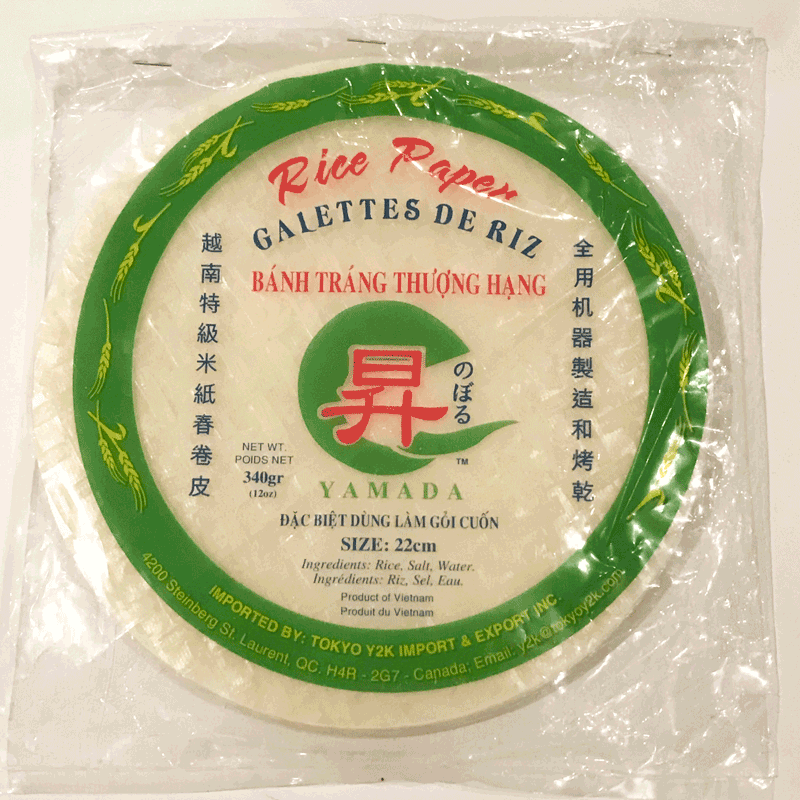 Rice Paper
GALETTES DE RIZ
BÁNH TRÁNG THƯỢNG HẠNG
越南特級米紙春卷皮
全用机器製造和烤乾
昇
のぼる
TM
YAMADA
NET WT.
POIDS NET
340gr
(12oz)
ĐẶC BIỆT DÙNG LÀM GỎI CUỐN
SIZE: 22cm
Ingredients: Rice, Salt, Water.
Ingrédients: Riz, Sel, Eau.
Product of Vietnam
Produit du Vietnam
IMPORTED BY: TOKYO Y2K IMPORT & EXPORT INC.
4200 Steinberg St. Laurent, QC. H4R - 2G7 - Canada; Email: y2k@tokyoy2k.com